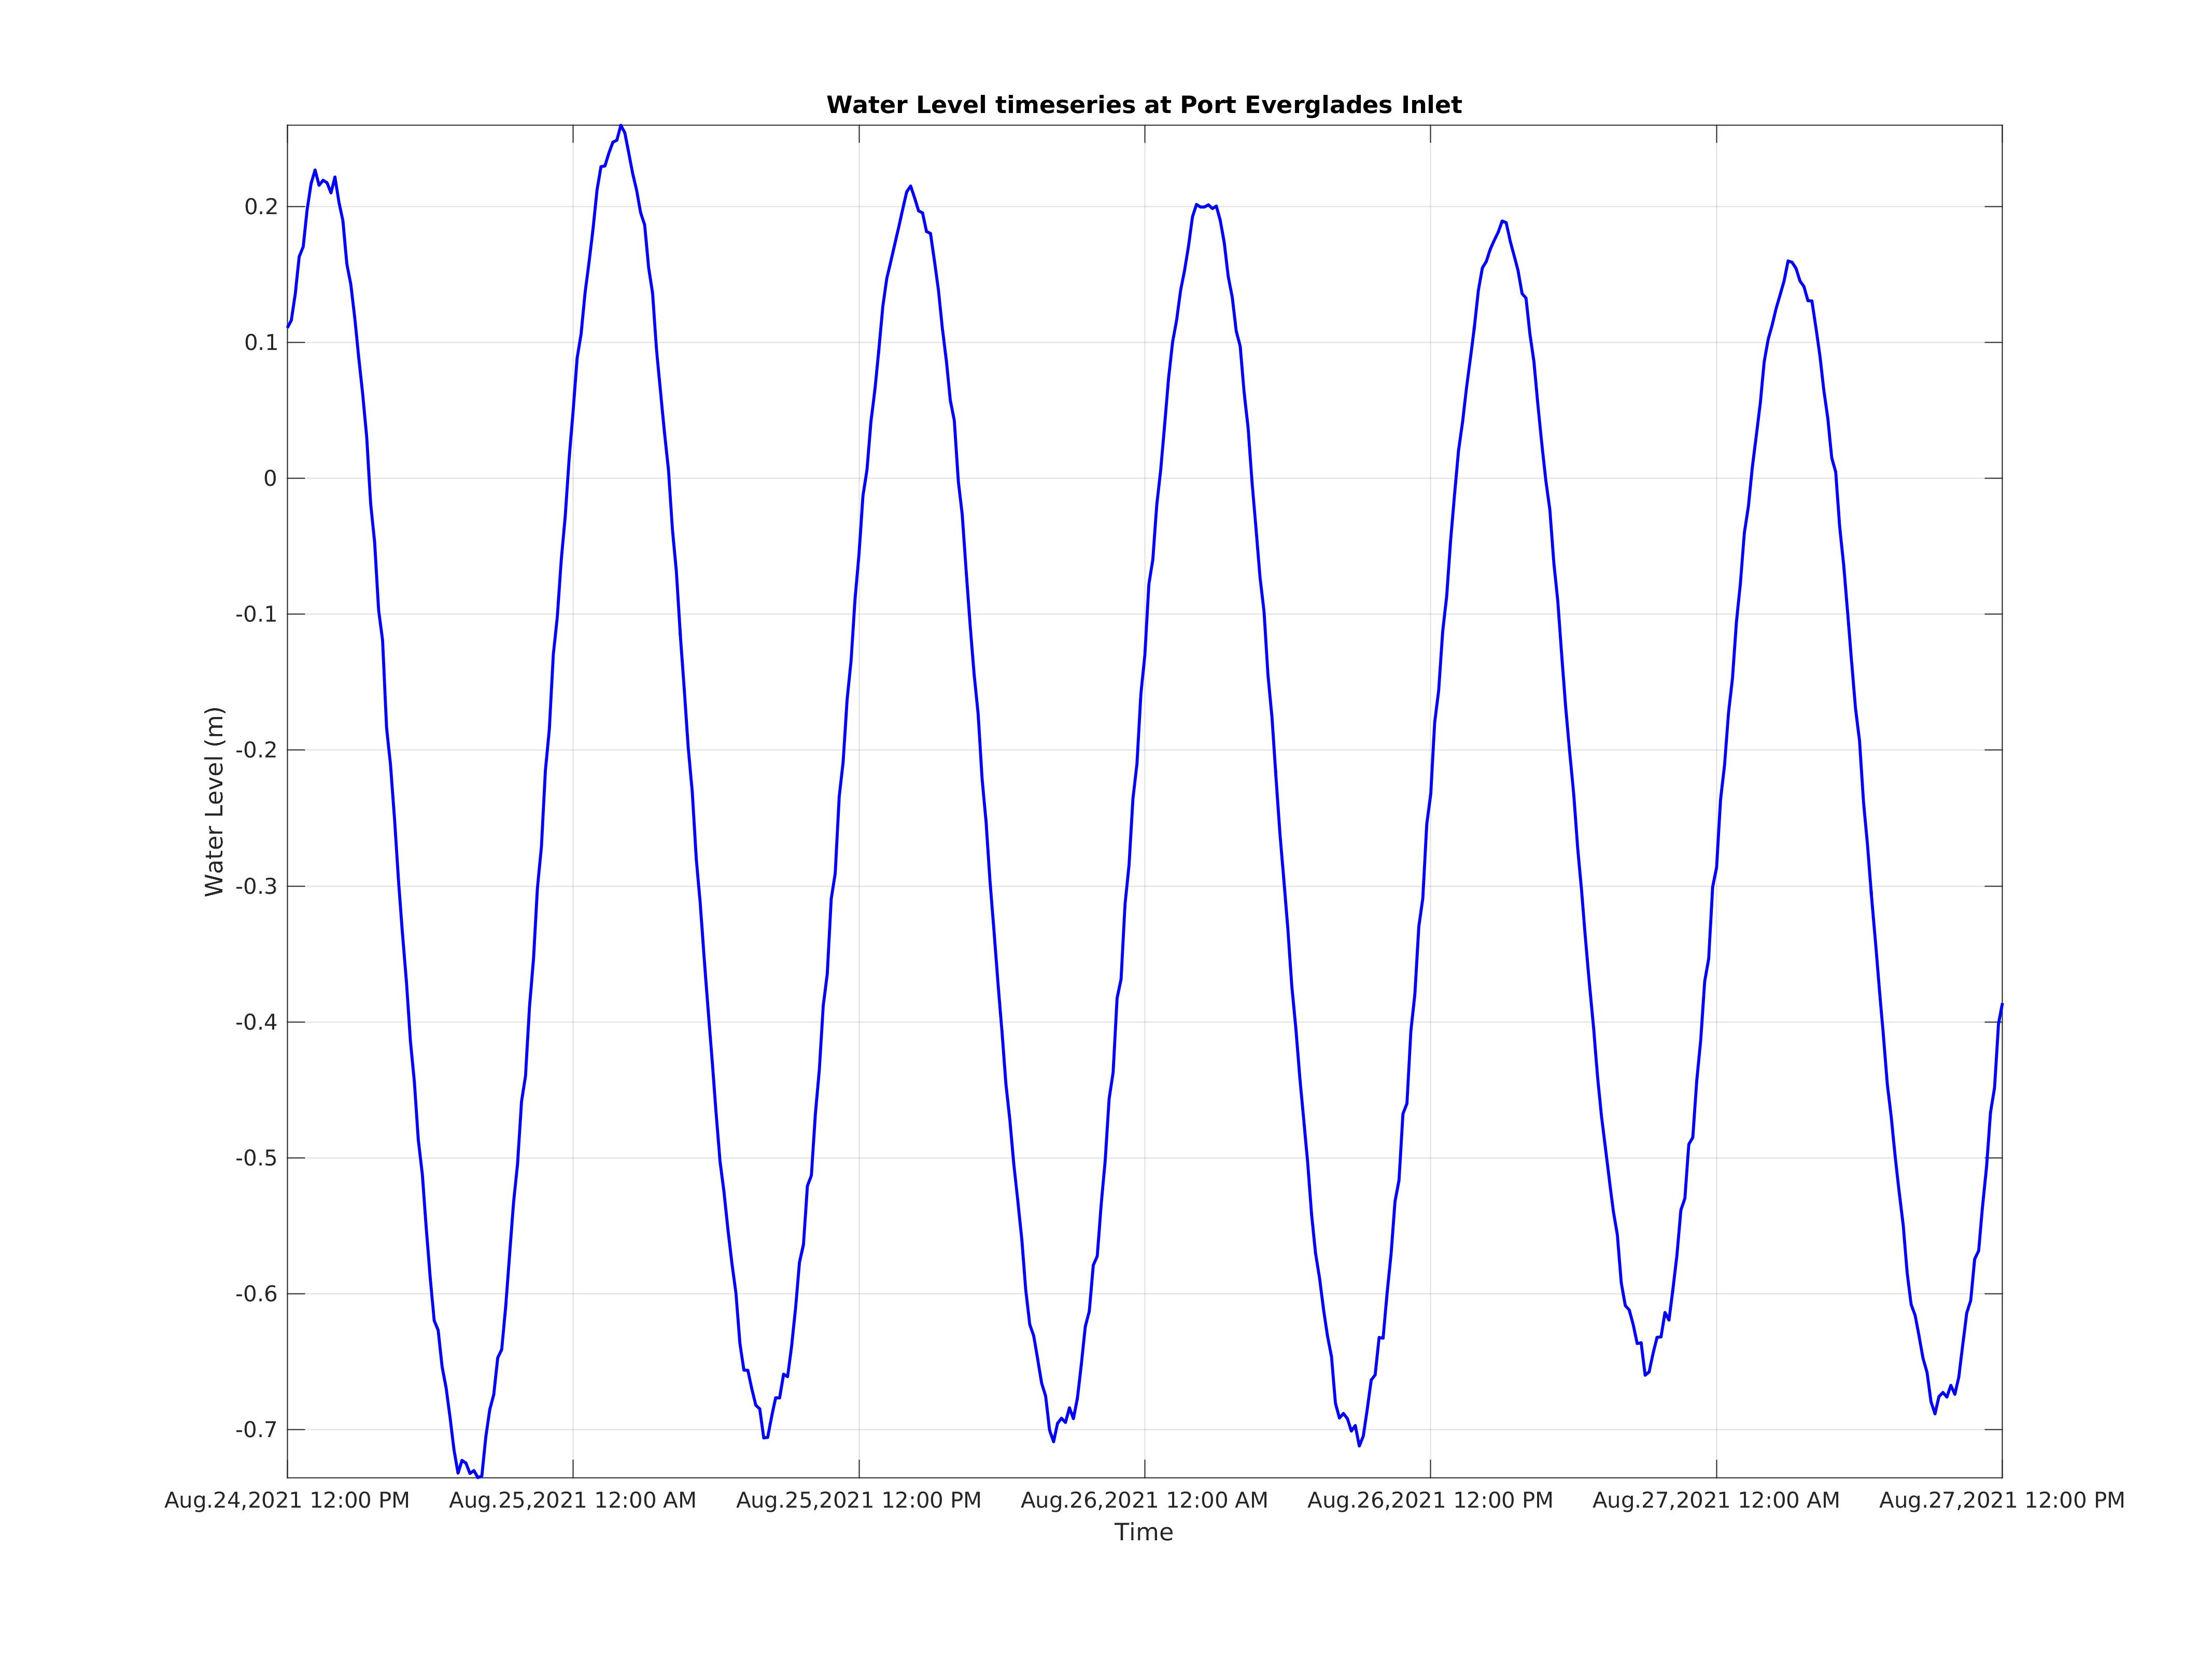 Water Level timeseries at Port Everglades Inlet
0.2
0.1
0
-0.1
-0.2
-0.3
-0.4
-0.5
-0.6
-0.7
Water Level (m)
Aug.24,2021 12:00 PM Aug.25,2021 12:00 AM Aug.25,2021 12:00 PM Aug.26,2021 12:00 AM Aug.26,2021 12:00 PM Aug.27,2021 12:00 AM Aug.27,2021 12:00 PM
Time